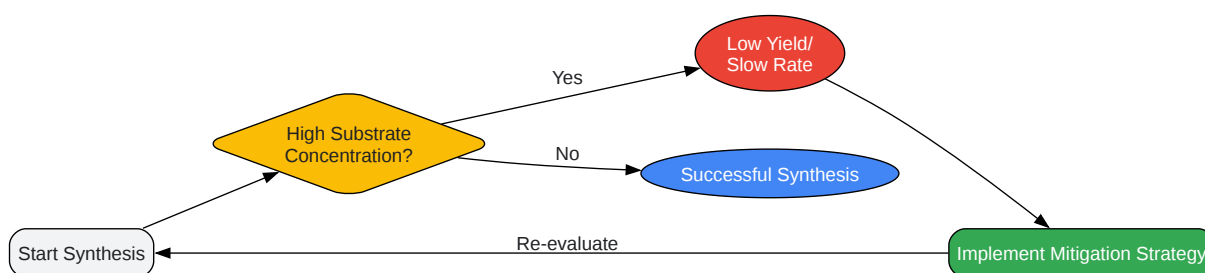 Low Yield/
Slow Rate
Yes
High Substrate
Concentration?
No
Successful Synthesis
Start Synthesis
Re-evaluate
Implement Mitigation Strategy